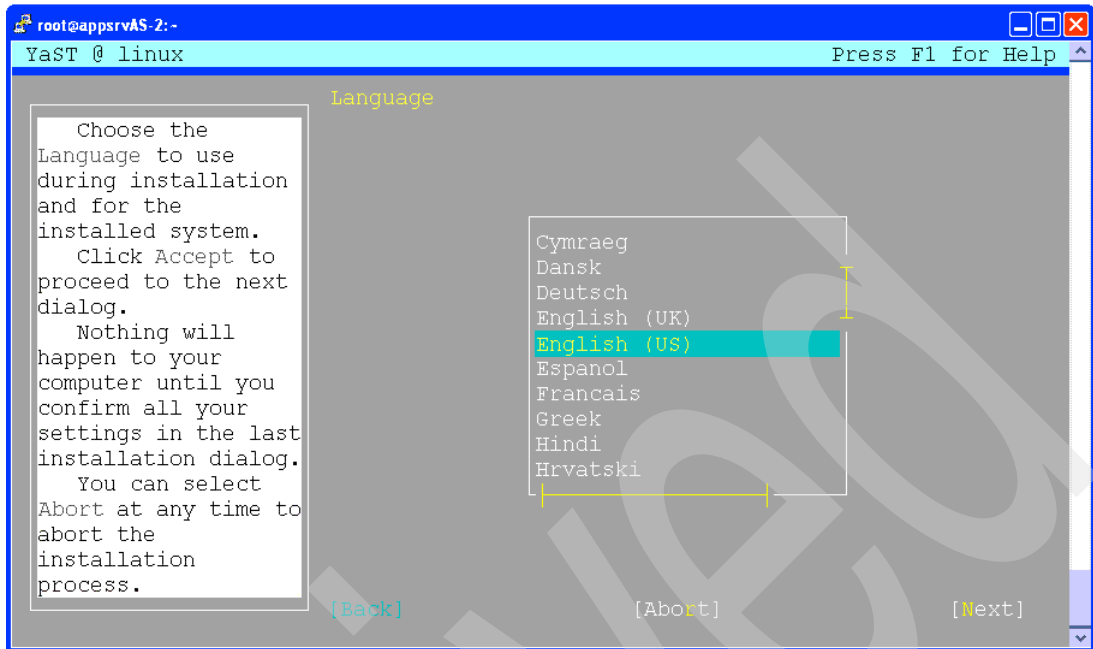 root@appsrvAS-2:~
YaST @ linux Press F1 for Help
Language
Choose the
Language to use
during installation
and for the
installed system.
Click Accept to
proceed to the next
dialog.
Nothing will
happen to your
computer until you
confirm all your
settings in the last
installation dialog.
You can select
Abort at any time to
abort the
installation
process.
Cymraeg
Dansk
Deutsch
English (UK)
English (US)
Espanol
Francais
Greek
Hindi
Hrvatski
[Back] [Abort] [Next]